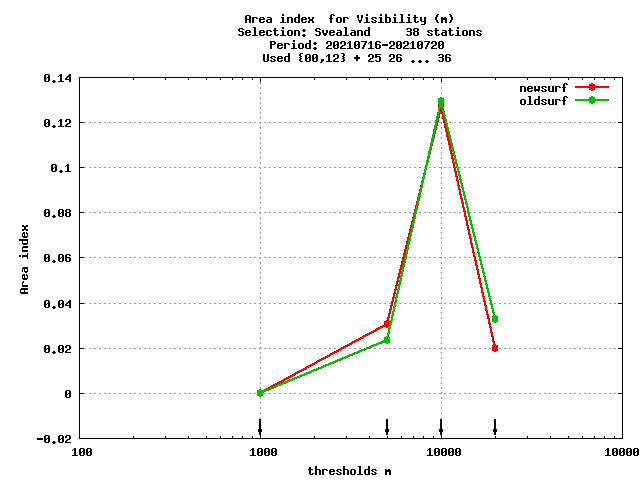 Area index  for Visibility (m)
Selection: Svealand     38 stations
Period: 20210716-20210720
Used {00,12} + 25 26 ... 36
newsurf
oldsurf
0.14
0.12
0.1
0.08
0.06
0.04
0.02
0
-0.02
Area index
100
1000
10000
10000
thresholds m